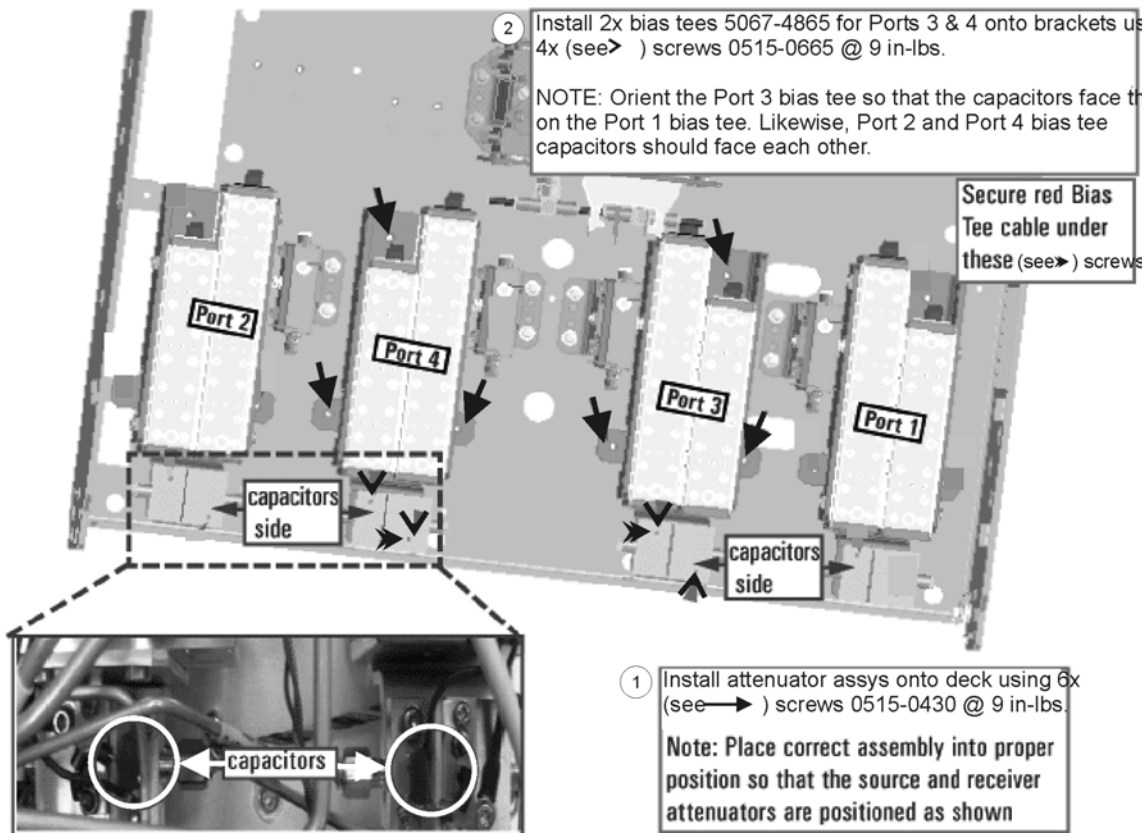 2
Install 2x bias tees 5067-4865 for Ports 3 & 4 onto brackets us
4x (see ) screws 0515-0665 @ 9 in-lbs.
NOTE: Orient the Port 3 bias tee so that the capacitors face th
on the Port 1 bias tee. Likewise, Port 2 and Port 4 bias tee
capacitors should face each other.
Secure red Bias
Tee cable under
these (see ) screws
Port 2
Port 4
Port 3
Port 1
capacitors
side
capacitors
side
capacitors
1
Install attenuator assys onto deck using 6x
(see ) screws 0515-0430 @ 9 in-lbs.
Note: Place correct assembly into proper
position so that the source and receiver
attenuators are positioned as shown